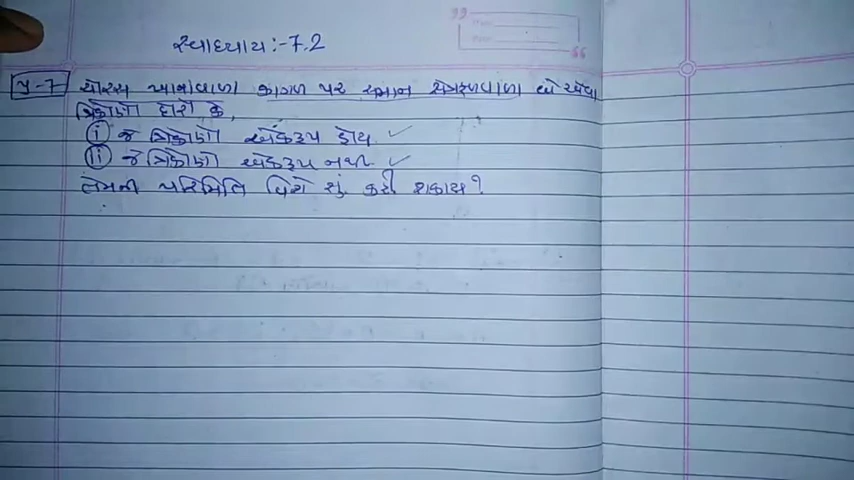 સ્વાધ્યાય:-7.2
પ્ર-7 ચોરસ ખાનાવાળા કાગળ પર સમાન ક્ષેત્રફળવાળા બે એવા
ત્રિકોણો દોરો કે,
i જે ત્રિકોણો એકરૂપ હોય ✓
ii જે ત્રિકોણો એકરૂપ નથી ✓
તેમની પરિમિતિ વિશે શું કહી શકાય?